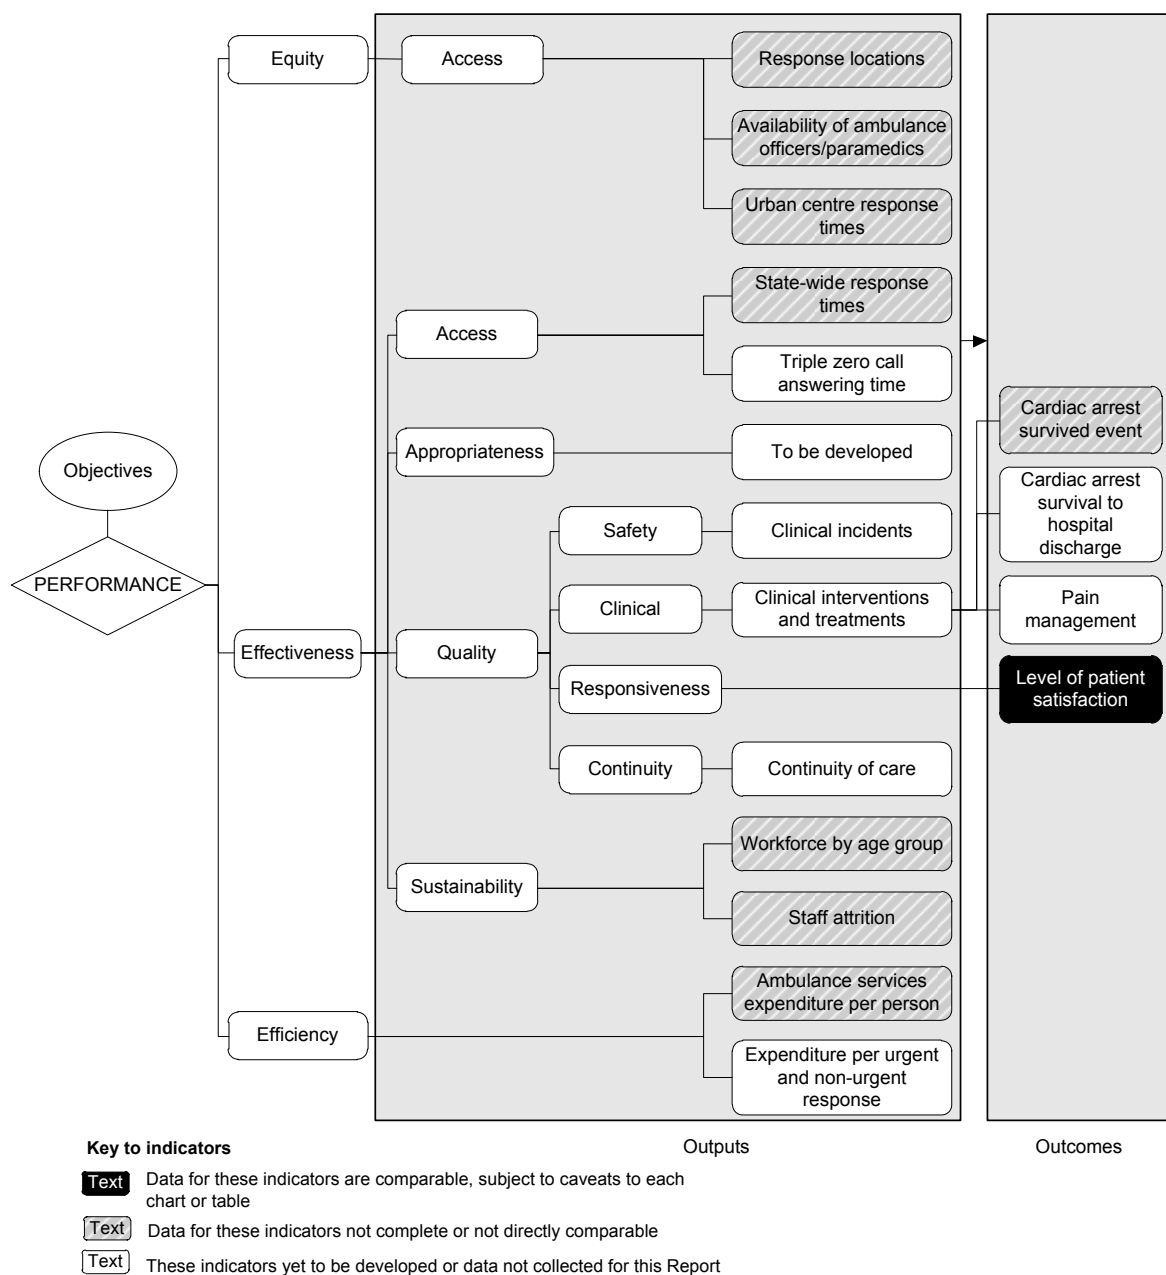 Equity
Access
Response locations
Availability of ambulance
officers/paramedics
Urban centre response
times
State-wide response
times
Access
Triple zero call
answering time
Cardiac arrest
survived event
Appropriateness
To be developed
Objectives
Cardiac arrest
survival to
hospital
discharge
Safety
Clinical incidents
PERFORMANCE
Clinical
Clinical interventions
and treatments
Pain
management
Effectiveness
Quality
Responsiveness
Level of patient
satisfaction
Continuity
Continuity of care
Workforce by age group
Sustainability
Staff attrition
Ambulance services
expenditure per person
Efficiency
Expenditure per urgent
and non-urgent
response
Outputs
Outcomes
Key to indicators
Text
Data for these indicators are comparable, subject to caveats to each
chart or table
Text
Data for these indicators not complete or not directly comparable
Text
These indicators yet to be developed or data not collected for this Report